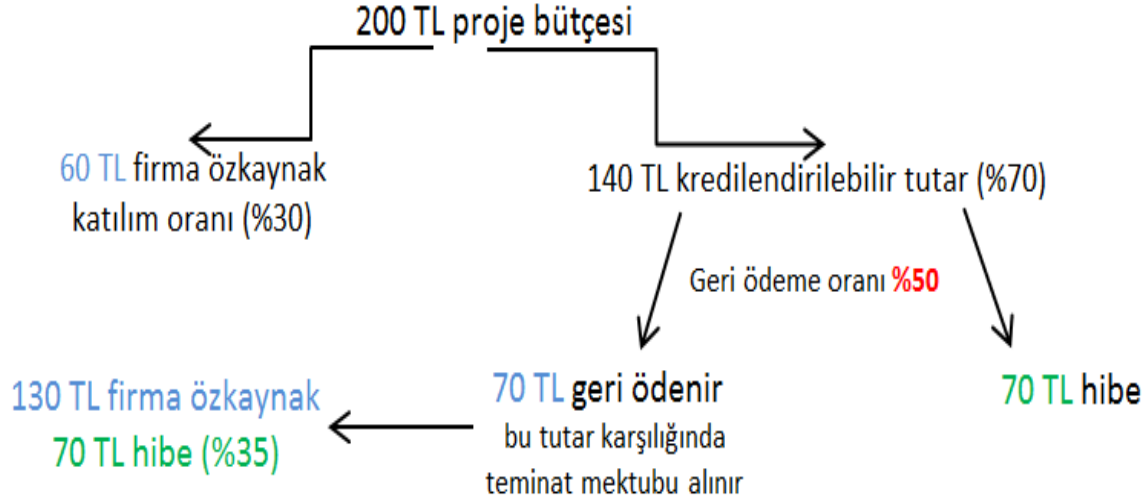 200 TL proje bütçesi
60 TL firma özkaynak
katılım oranı (%30)
140 TL kredilendirilebilir tutar (%70)
Geri ödeme oranı %50
130 TL firma özkaynak
70 TL hibe (%35)
70 TL geri ödenir
bu tutar karşılığında
teminat mektubu alınır
70 TL hibe